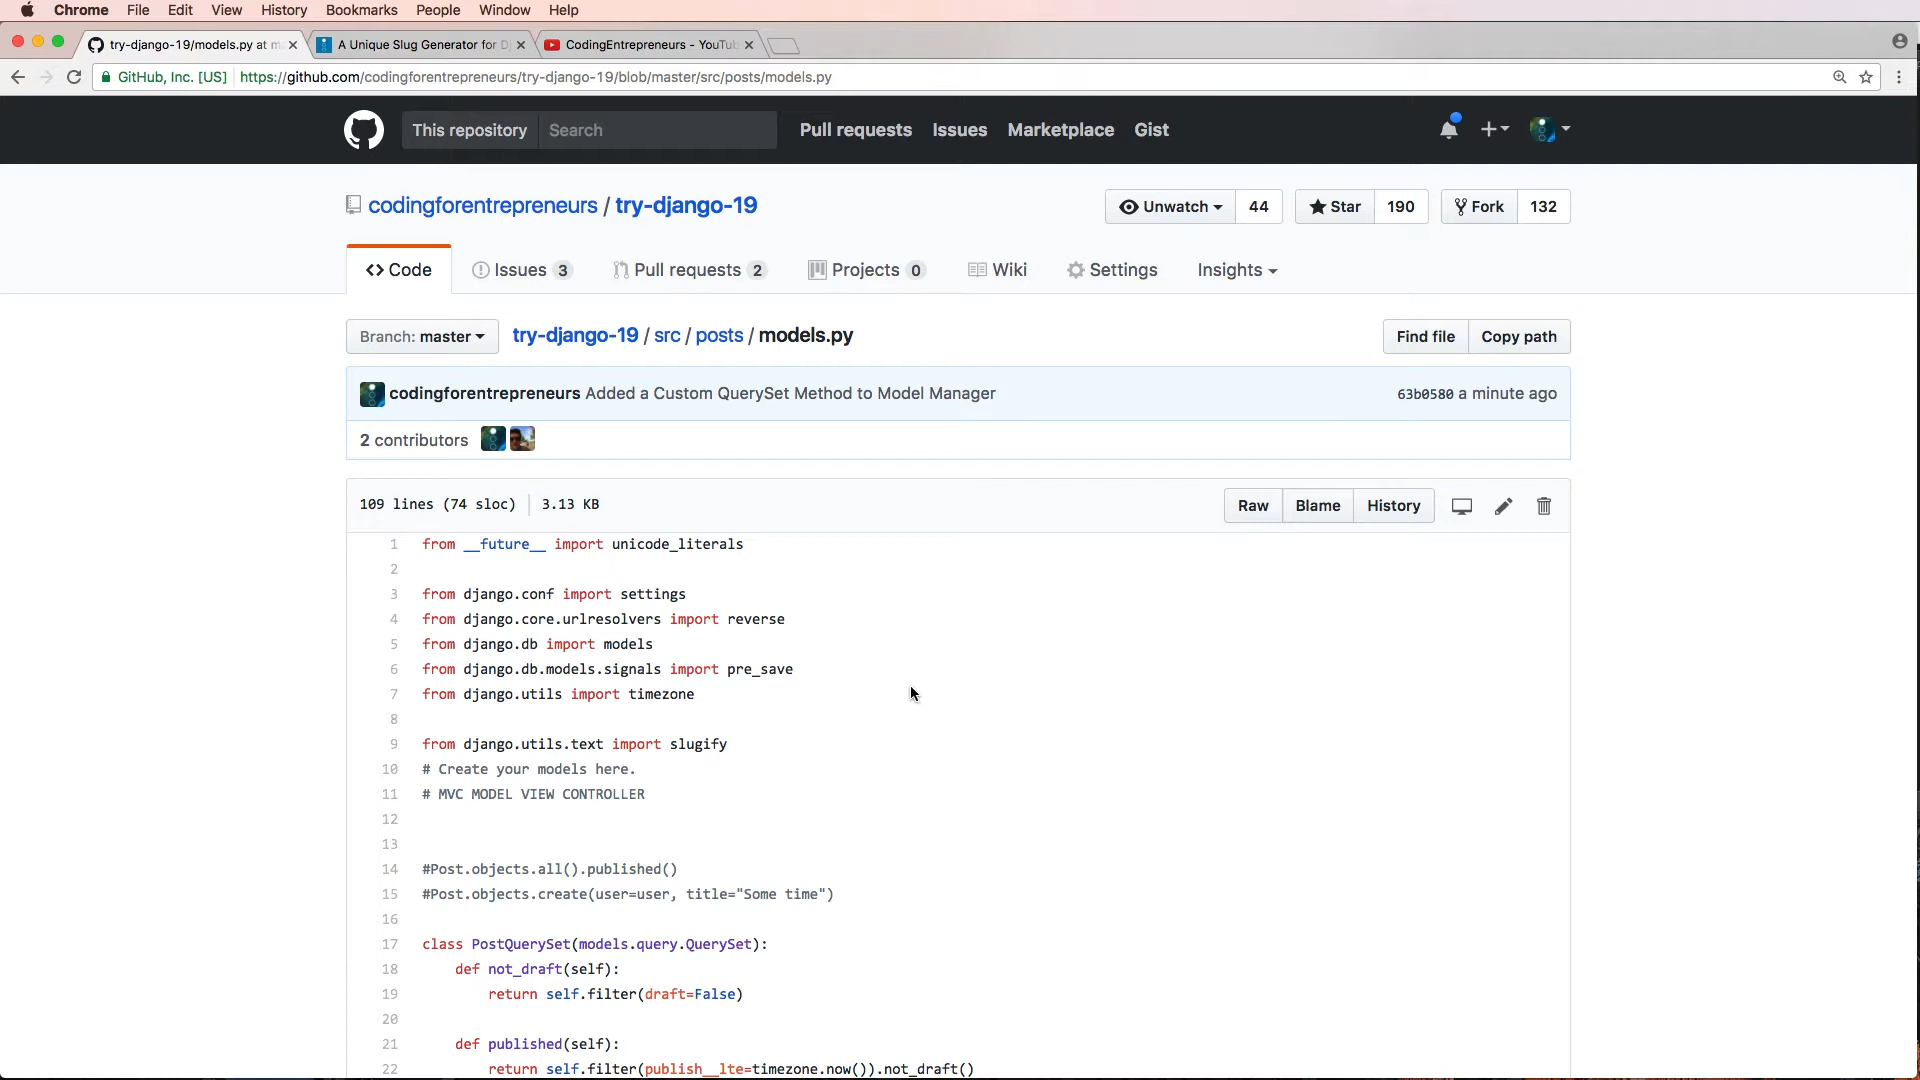 Chrome File Edit View History Bookmarks People Window Help
try-django-19/models.py at m
A Unique Slug Generator for D
CodingEntrepreneurs - YouTu
GitHub, Inc. [US] https://github.com/codingforentrepreneurs/try-django-19/blob/master/src/posts/models.py
This repository Search Pull requests Issues Marketplace Gist
codingforentrepreneurs / try-django-19
Unwatch 44 Star 190 Fork 132
Code Issues 3 Pull requests 2 Projects 0 Wiki Settings Insights
Branch: master try-django-19 / src / posts / models.py Find file Copy path
codingforentrepreneurs Added a Custom QuerySet Method to Model Manager 63b0580 a minute ago
2 contributors
109 lines (74 sloc) 3.13 KB Raw Blame History
1 from __future__ import unicode_literals
2
3 from django.conf import settings
4 from django.core.urlresolvers import reverse
5 from django.db import models
6 from django.db.models.signals import pre_save
7 from django.utils import timezone
8
9 from django.utils.text import slugify
10 # Create your models here.
11 # MVC MODEL VIEW CONTROLLER
12
13
14 #Post.objects.all().published()
15 #Post.objects.create(user=user, title="Some time")
16
17 class PostQuerySet(models.query.QuerySet):
18 def not_draft(self):
19 return self.filter(draft=False)
20
21 def published(self):
22 return self.filter(publish__lte=timezone.now()).not_draft()